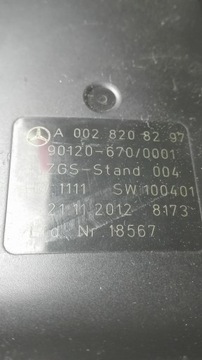 A 002 820 82 97
90120-670/0001
ZGS-Stand 004
1111 SW 100401
21.11.2012 8173
Nr 18567